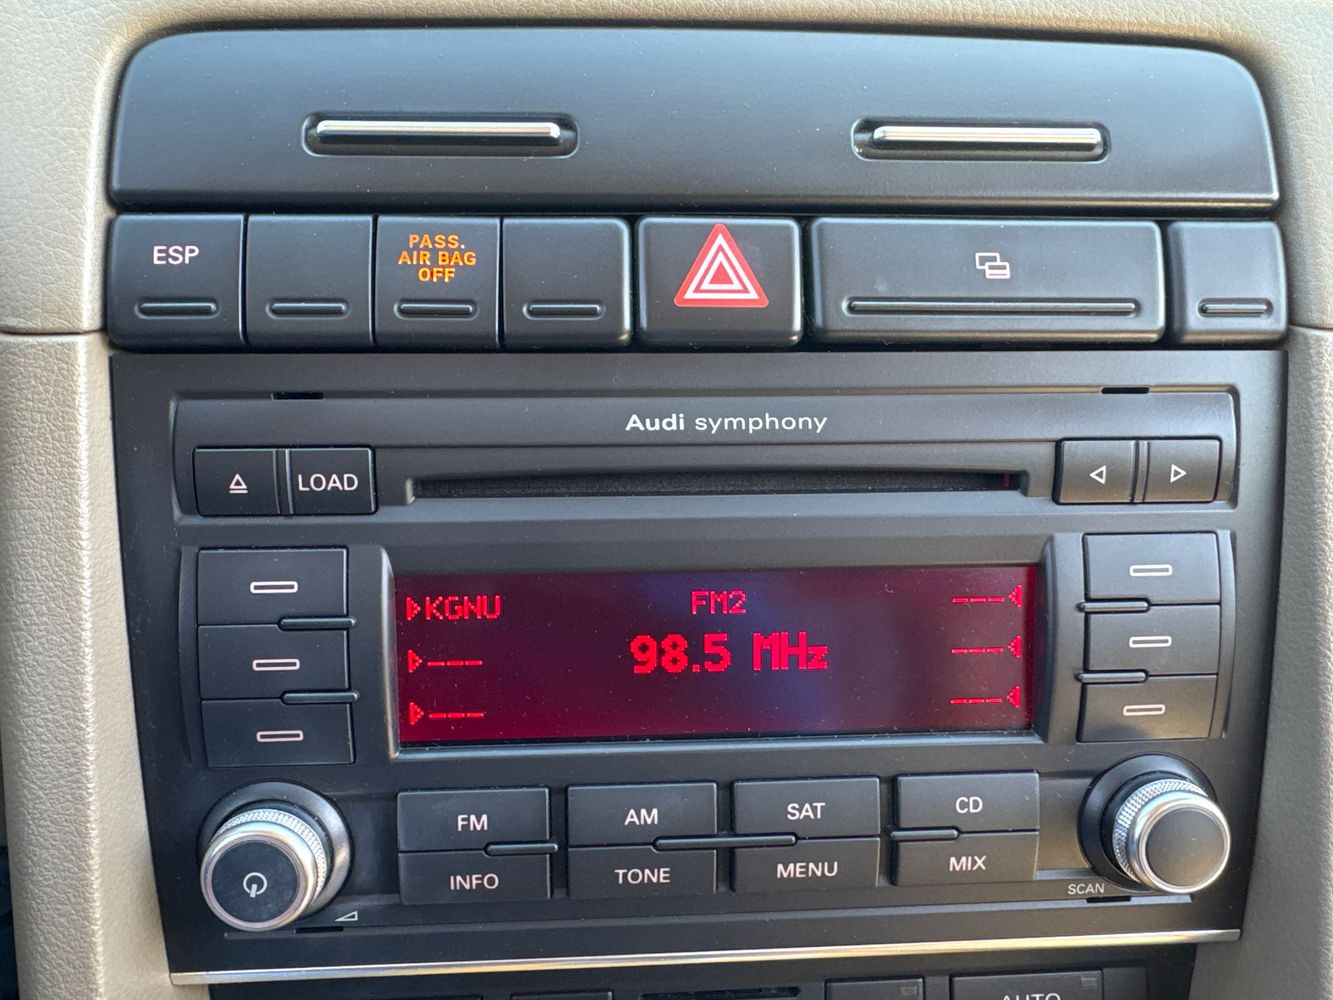 ESP
PASS.
AIR BAG
OFF
Audi symphony
LOAD
KGNU
FM2
---
---
98.5 MHz
---
---
---
FM
AM
SAT
CD
INFO
TONE
MENU
MIX
SCAN
AUTO